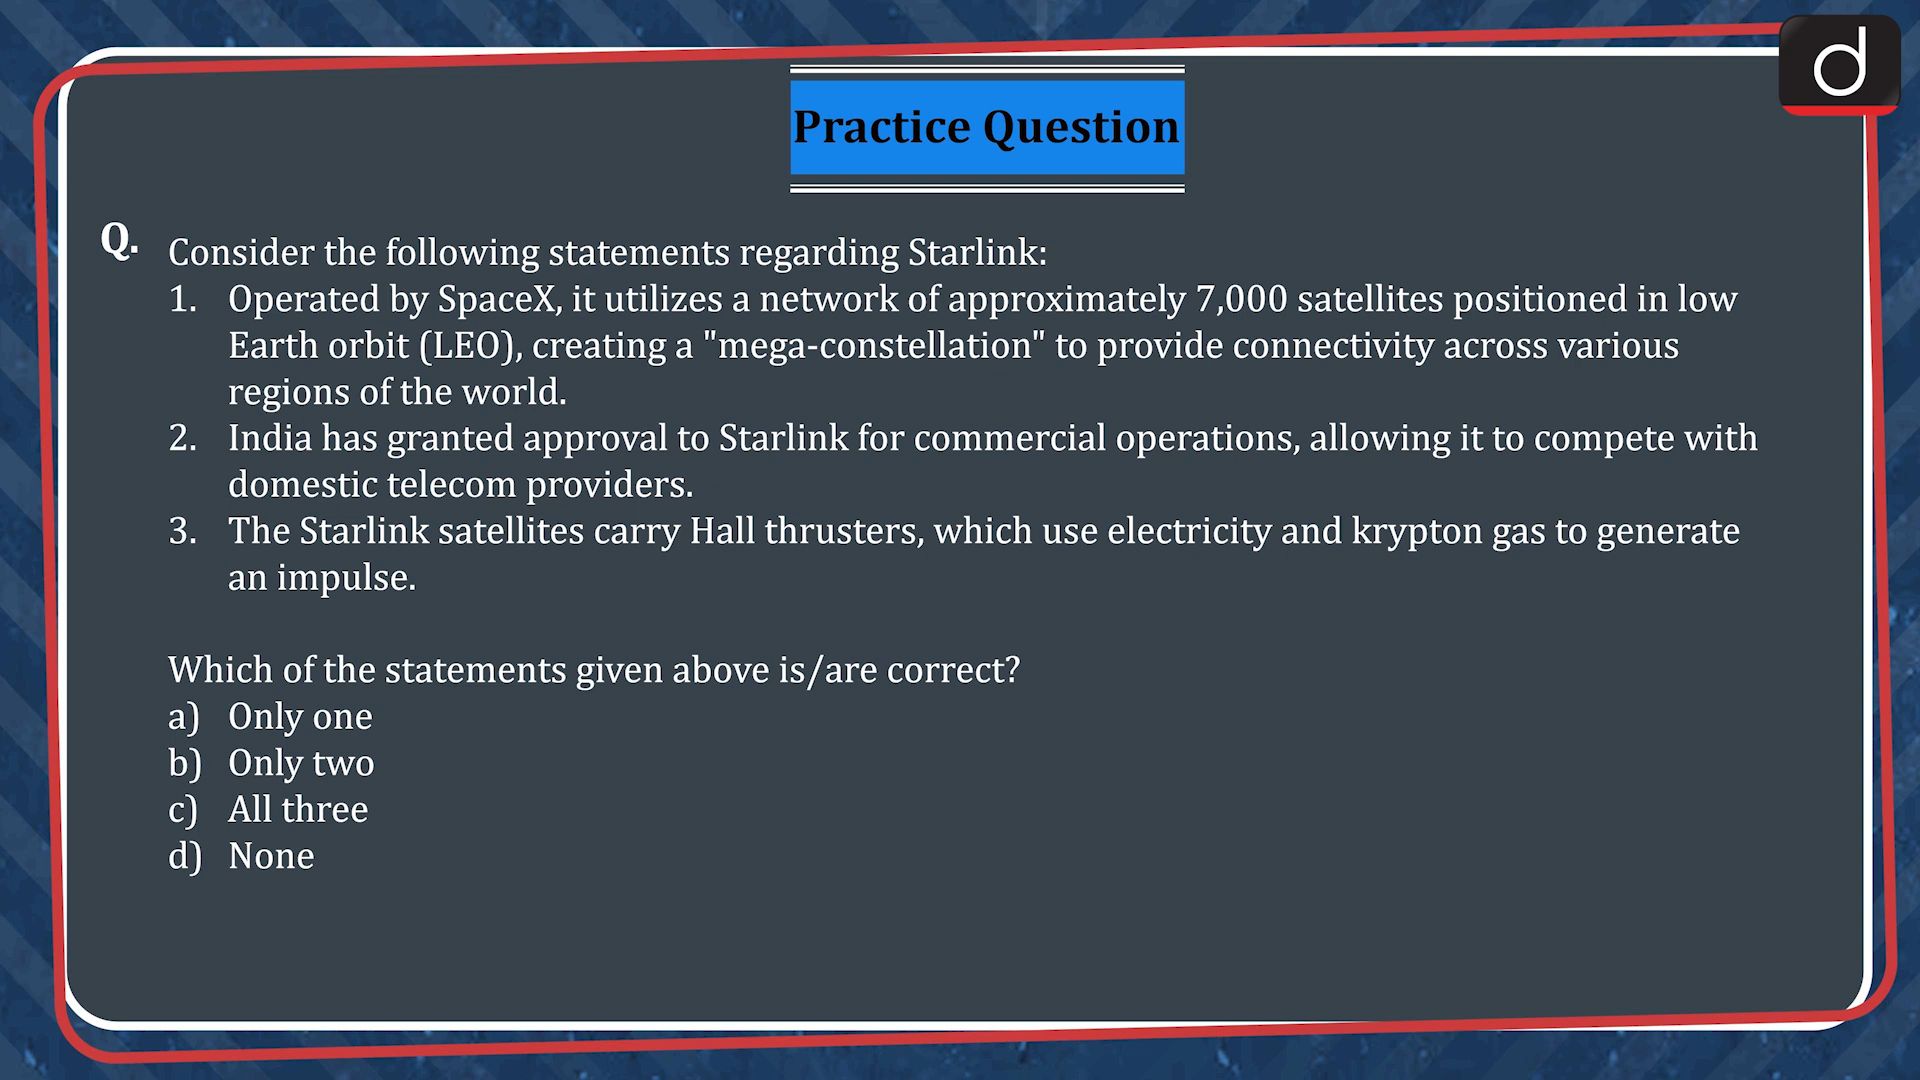 d
Practice Question
Q. Consider the following statements regarding Starlink:
1. Operated by SpaceX, it utilizes a network of approximately 7,000 satellites positioned in low
Earth orbit (LEO), creating a "mega-constellation" to provide connectivity across various
regions of the world.
2. India has granted approval to Starlink for commercial operations, allowing it to compete with
domestic telecom providers.
3. The Starlink satellites carry Hall thrusters, which use electricity and krypton gas to generate
an impulse.
Which of the statements given above is/are correct?
a) Only one
b) Only two
c) All three
d) None